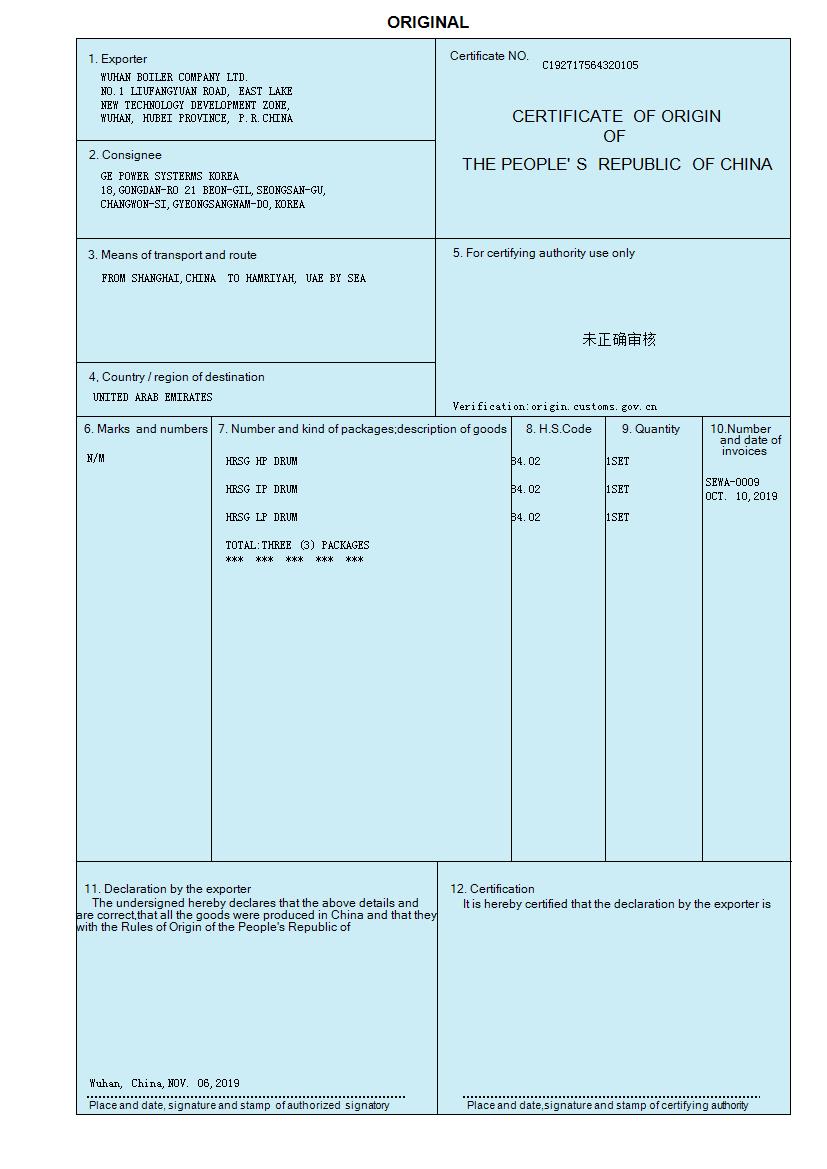 ORIGINAL
1. Exporter
WUHAN BOILER COMPANY LTD.
NO.1 LIUFANGYUAN ROAD, EAST LAKE
NEW TECHNOLOGY DEVELOPMENT ZONE,
WUHAN, HUBEI PROVINCE, P.R.CHINA
Certificate NO. C192717564320105
CERTIFICATE OF ORIGIN
OF
THE PEOPLE' S REPUBLIC OF CHINA
2. Consignee
GE POWER SYSTERMS KOREA
18,GONGDAN-RO 21 BEON-GIL,SEONGSAN-GU,
CHANGWON-SI,GYEONGSANGNAM-DO,KOREA
3. Means of transport and route
FROM SHANGHAI,CHINA TO HAMRIYAH, UAE BY SEA
4, Country / region of destination
UNITED ARAB EMIRATES
5. For certifying authority use only
未正确审核
Verification:origin.customs.gov.cn
6. Marks and numbers
N/M
7. Number and kind of packages;description of goods
8. H.S.Code
9. Quantity
10.Number
and date of
invoices
HRSG HP DRUM 84.02 1SET
HRSG IP DRUM 84.02 1SET
HRSG LP DRUM 84.02 1SET
TOTAL:THREE (3) PACKAGES
*** *** *** *** ***
SEWA-0009
OCT. 10,2019
11. Declaration by the exporter
The undersigned hereby declares that the above details and
are correct,that all the goods were produced in China and that they
with the Rules of Origin of the People's Republic of
Wuhan, China,NOV. 06,2019
Place and date, signature and stamp of authorized signatory
12. Certification
It is hereby certified that the declaration by the exporter is
Place and date,signature and stamp of certifying authority